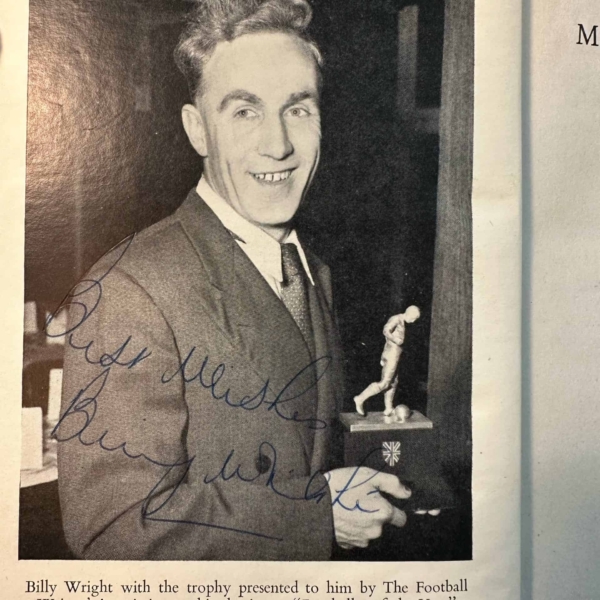 M
Best Wishes
Billy Wright
Billy Wright with the trophy presented to him by The Football